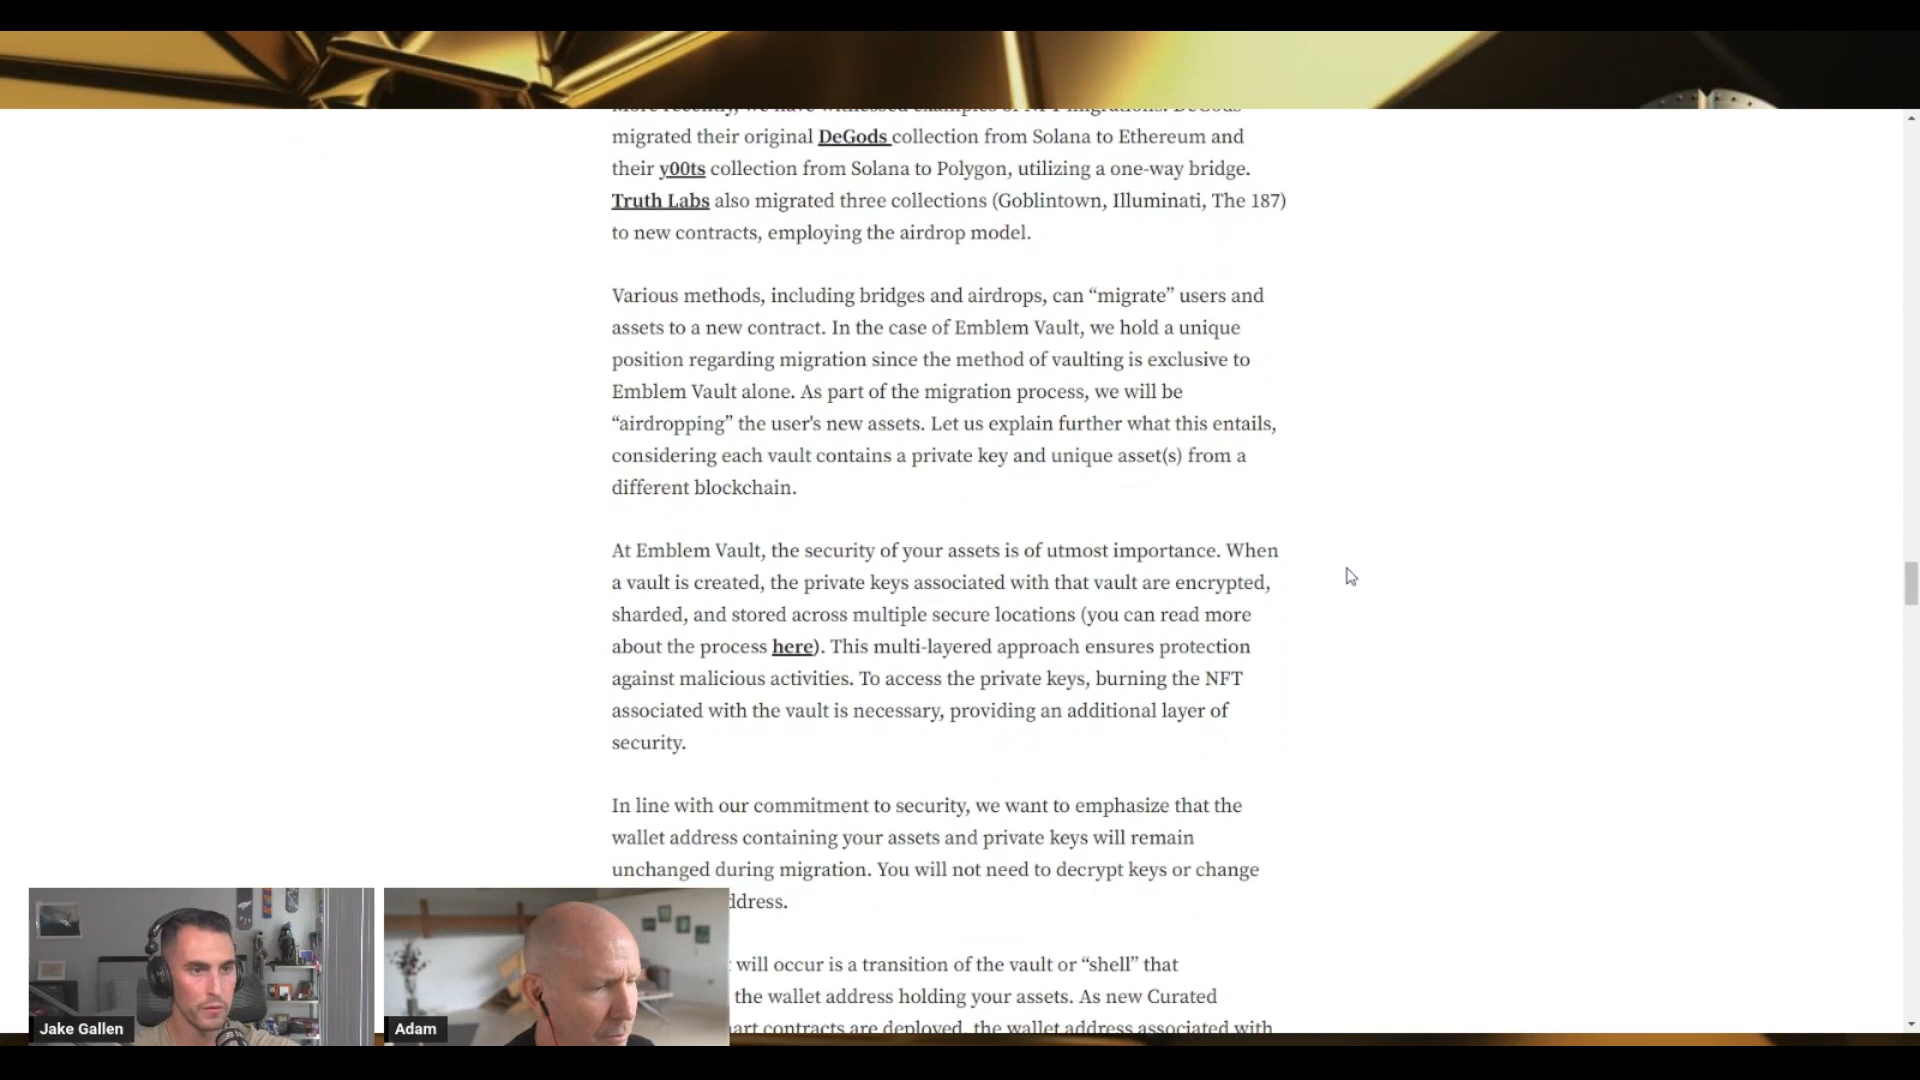 migrated their original DeGods collection from Solana to Ethereum and
their y00ts collection from Solana to Polygon, utilizing a one-way bridge.
Truth Labs also migrated three collections (Goblintown, Illuminati, The 187)
to new contracts, employing the airdrop model.
Various methods, including bridges and airdrops, can “migrate” users and
assets to a new contract. In the case of Emblem Vault, we hold a unique
position regarding migration since the method of vaulting is exclusive to
Emblem Vault alone. As part of the migration process, we will be
“airdropping” the user's new assets. Let us explain further what this entails,
considering each vault contains a private key and unique asset(s) from a
different blockchain.
At Emblem Vault, the security of your assets is of utmost importance. When
a vault is created, the private keys associated with that vault are encrypted,
sharded, and stored across multiple secure locations (you can read more
about the process here). This multi-layered approach ensures protection
against malicious activities. To access the private keys, burning the NFT
associated with the vault is necessary, providing an additional layer of
security.
In line with our commitment to security, we want to emphasize that the
wallet address containing your assets and private keys will remain
unchanged during migration. You will not need to decrypt keys or change
ddress.
will occur is a transition of the vault or “shell” that
the wallet address holding your assets. As new Curated
art contracts are deployed, the wallet address associated with
Jake Gallen
Adam